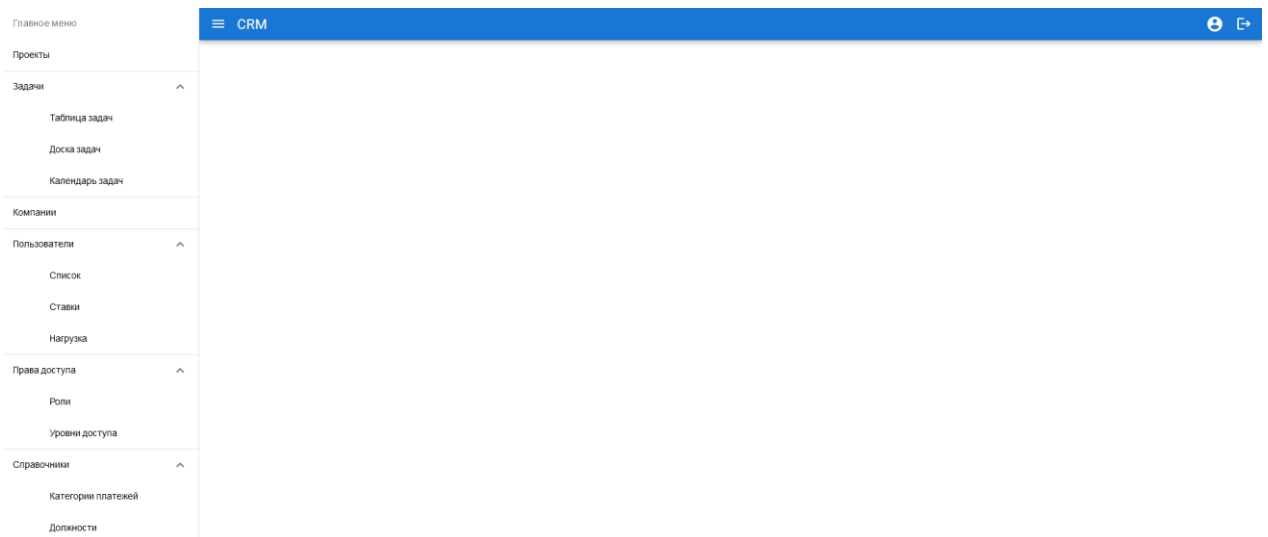 Главное меню
CRM
Проекты
Задачи
Таблица задач
Доска задач
Календарь задач
Компании
Пользователи
Список
Ставки
Нагрузка
Права доступа
Роли
Уровни доступа
Справочники
Категории платежей
Должности